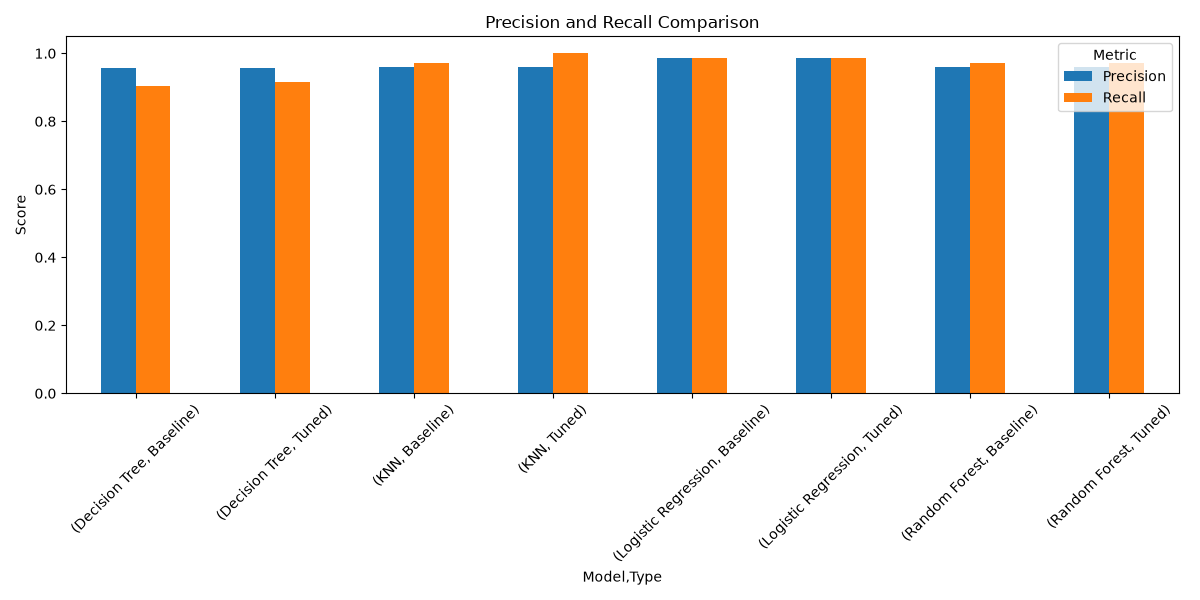 Precision and Recall Comparison
Metric
Precision
Recall
Score
1.0
0.8
0.6
0.4
0.2
0.0
(Decision Tree, Baseline)
(Decision Tree, Tuned)
(KNN, Baseline)
(KNN, Tuned)
(Logistic Regression, Baseline)
(Logistic Regression, Tuned)
(Random Forest, Baseline)
(Random Forest, Tuned)
Model,Type